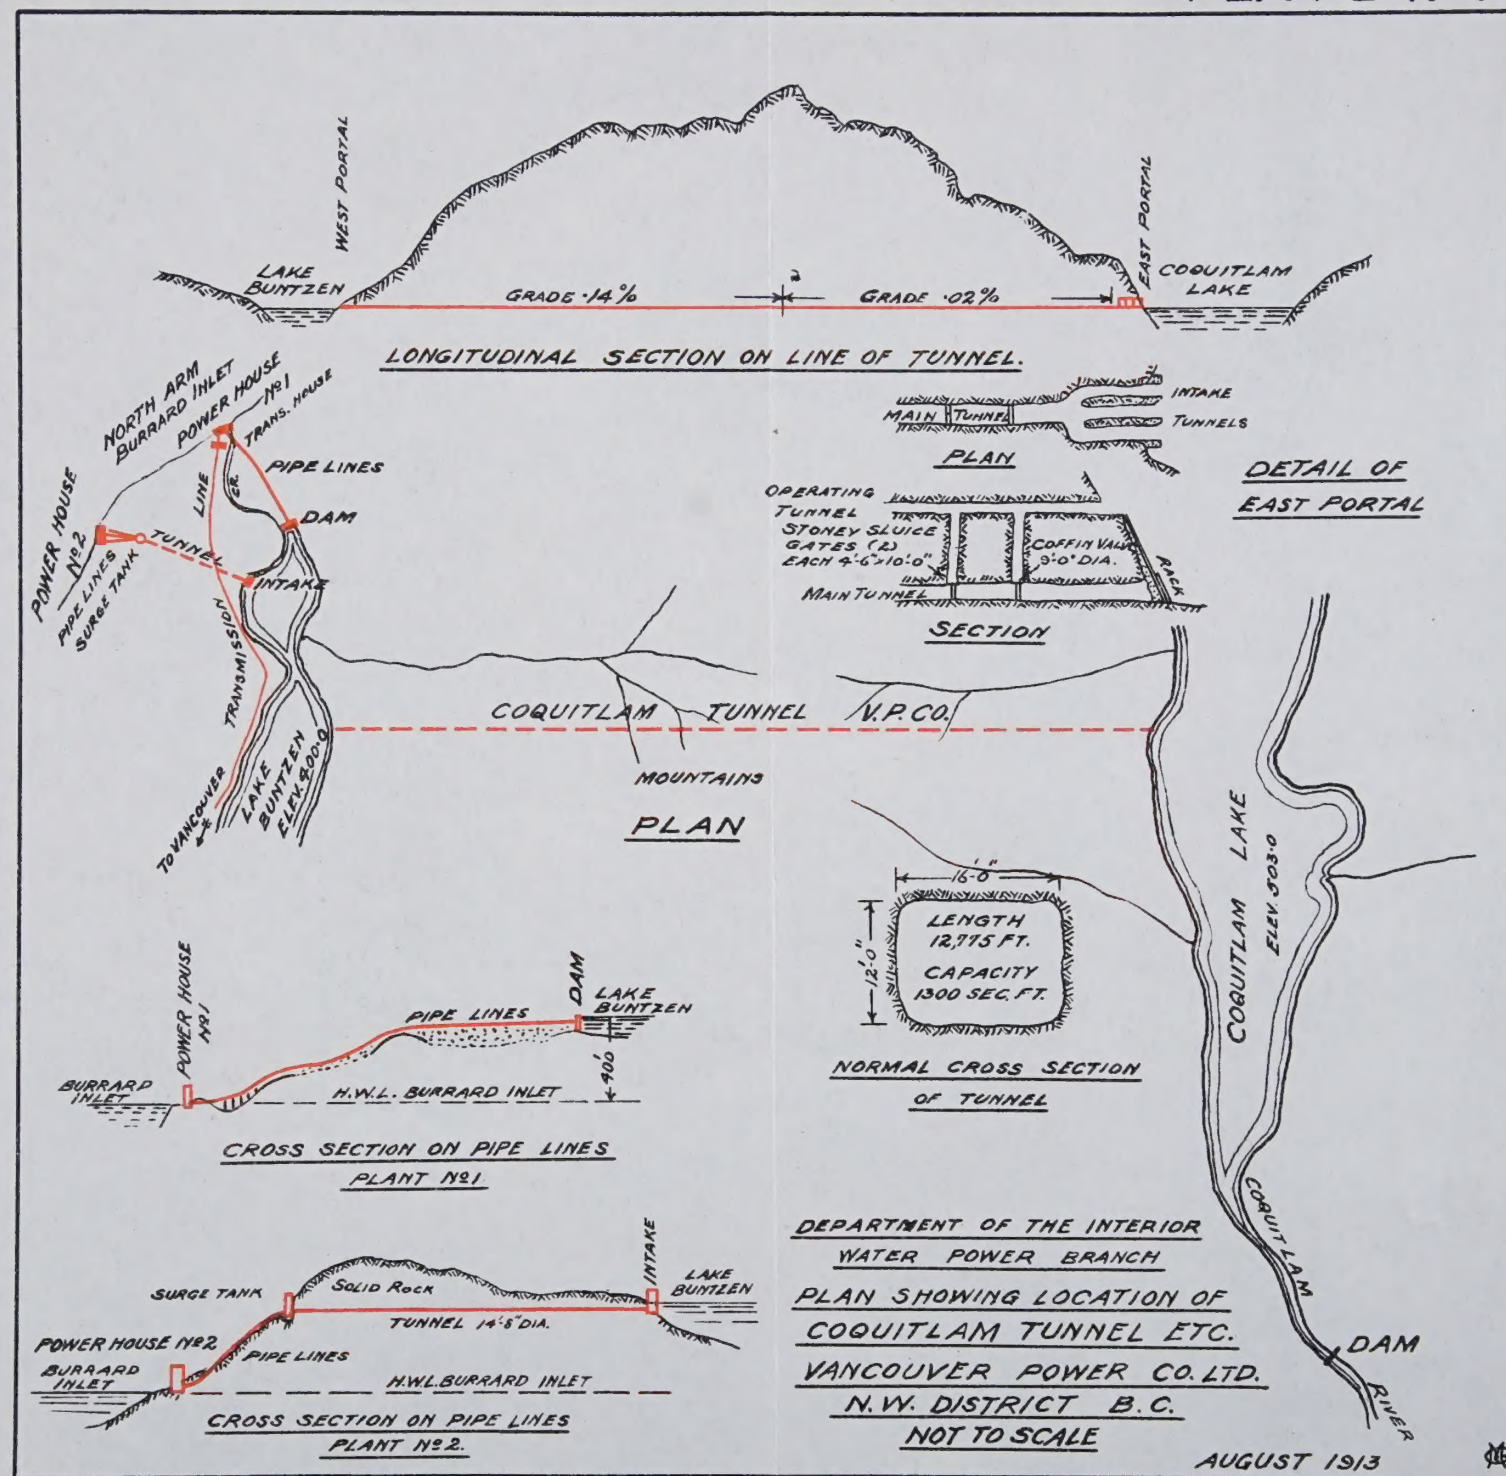 WEST PORTAL
EAST PORTAL
LAKE
BUNTZEN
COQUITLAM
LAKE
GRADE .14%
GRADE .02%
LONGITUDINAL SECTION ON LINE OF TUNNEL.
NORTH ARM
BURRARD INLET
POWER HOUSE
Nº1
TRANS. HOUSE
PIPE LINES
LINE
CR.
DAM
POWER HOUSE
Nº2
PIPE LINES
SURGE TANK
TUNNEL
INTAKE
TRANSMISSION
TO VANCOUVER
LAKE
BUNTZEN
ELEV. 400.0
MAIN TUNNEL
INTAKE
TUNNELS
PLAN
DETAIL OF
EAST PORTAL
OPERATING
TUNNEL
STONEY SLUICE
GATES (2)
EACH 4'-6"x10'-0"
COFFIN VALVE
9'-0" DIA.
RACK
MAIN TUNNEL
SECTION
COQUITLAM TUNNEL V.P.CO.
MOUNTAINS
PLAN
COQUITLAM LAKE
ELEV. 503.0
16'-0"
12'-0"
LENGTH
12,775 FT.
CAPACITY
1300 SEC. FT.
NORMAL CROSS SECTION
OF TUNNEL
POWER HOUSE
Nº1
PIPE LINES
DAM
LAKE
BUNTZEN
400'
BURRARD
INLET
H.W.L. BURRARD INLET
CROSS SECTION ON PIPE LINES
PLANT Nº1
SURGE TANK
SOLID ROCK
INTAKE
LAKE
BUNTZEN
TUNNEL 14'-8" DIA.
POWER HOUSE Nº2
PIPE LINES
BURRARD
INLET
H.W.L. BURRARD INLET
CROSS SECTION ON PIPE LINES
PLANT Nº2.
COQUITLAM
DAM
RIVER
DEPARTMENT OF THE INTERIOR
WATER POWER BRANCH
PLAN SHOWING LOCATION OF
COQUITLAM TUNNEL ETC.
VANCOUVER POWER CO. LTD.
N.W. DISTRICT B.C.
NOT TO SCALE
AUGUST 1913